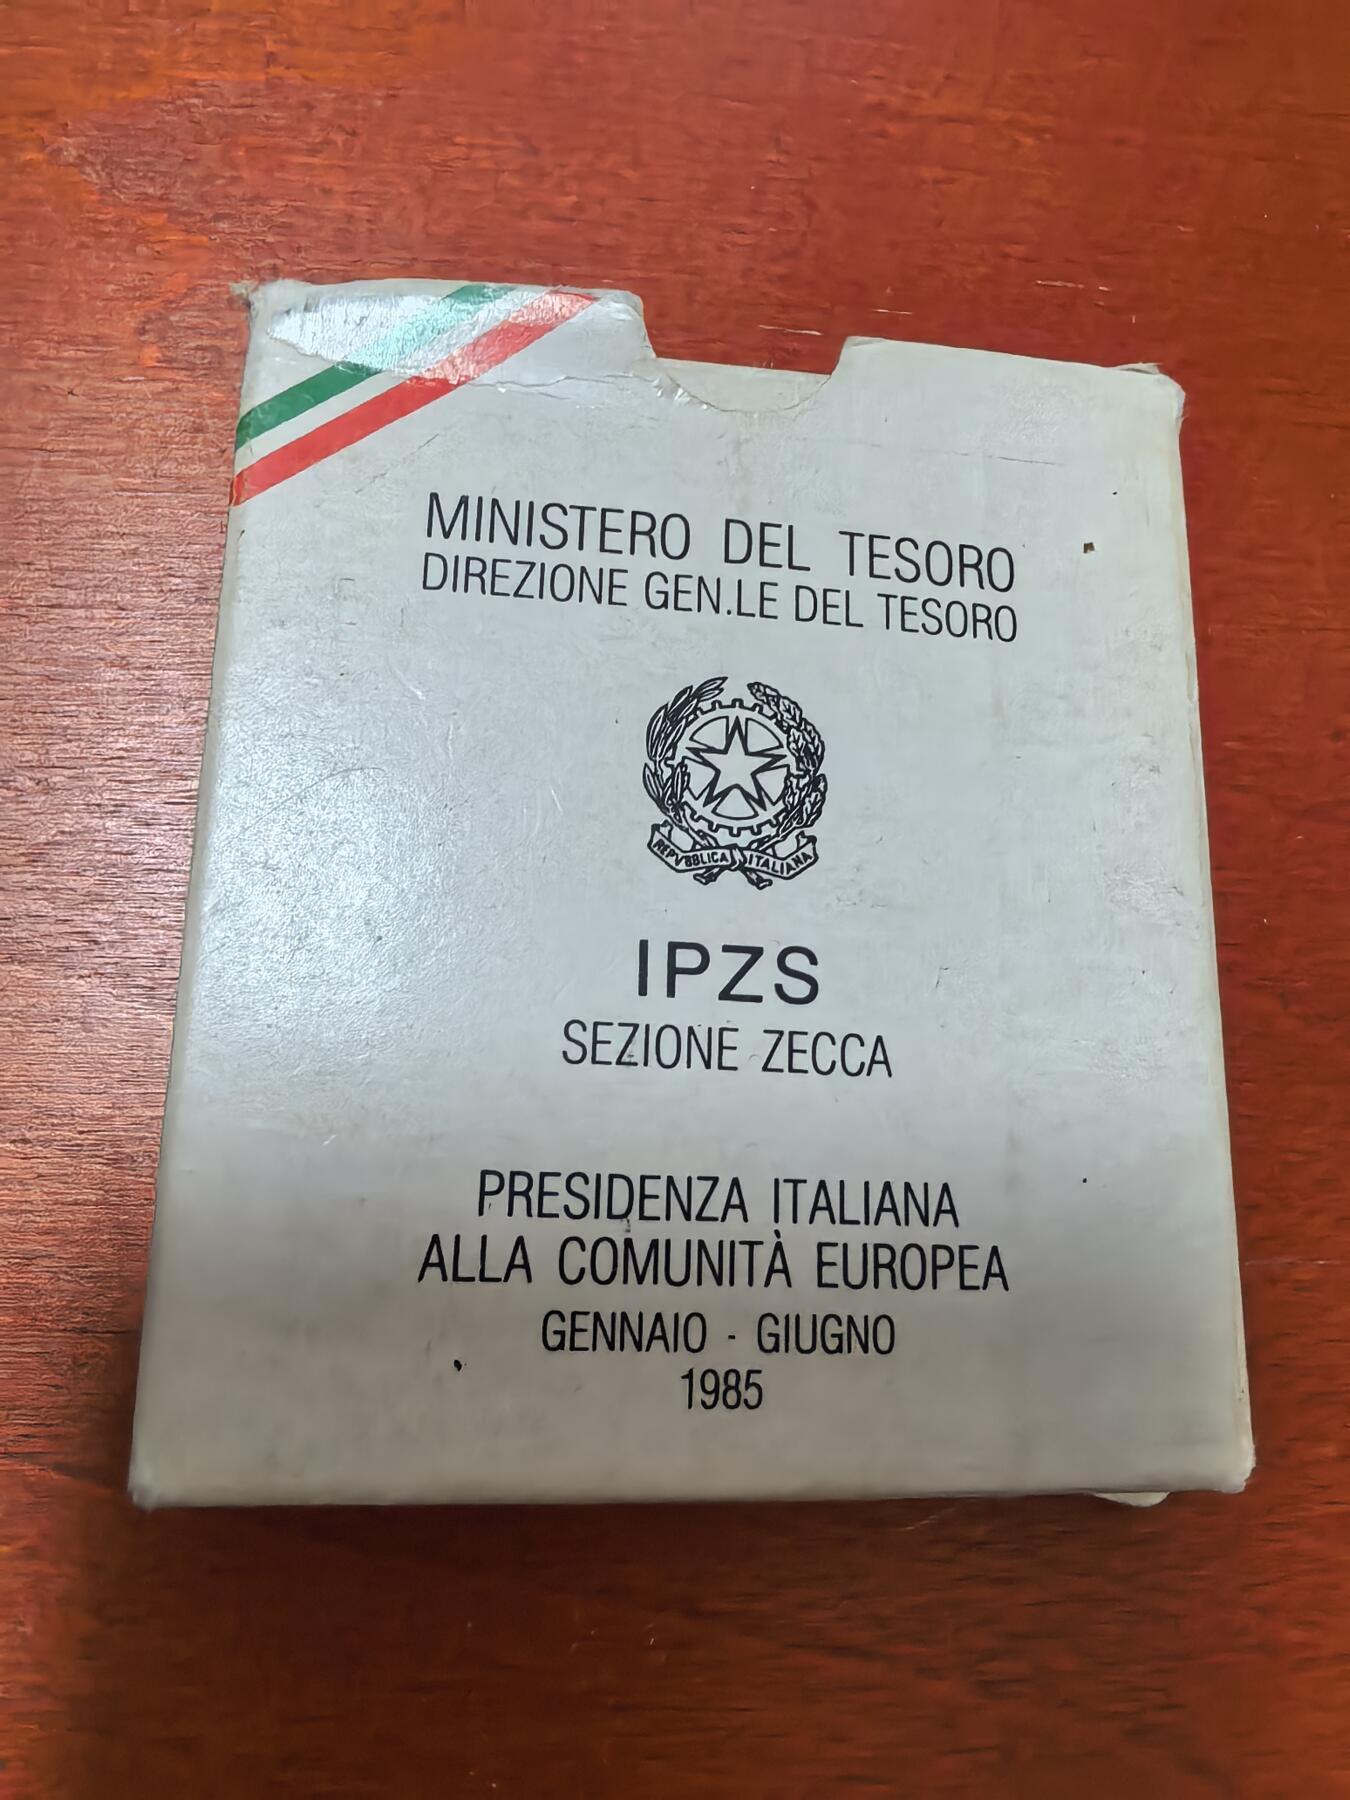 MINISTERO DEL TESORO
DIREZIONE GEN.LE DEL TESORO
REPVBBLICA ITALIANA
IPZS
SEZIONE ZECCA
PRESIDENZA ITALIANA
ALLA COMUNITÀ EUROPEA
GENNAIO - GIUGNO
1985